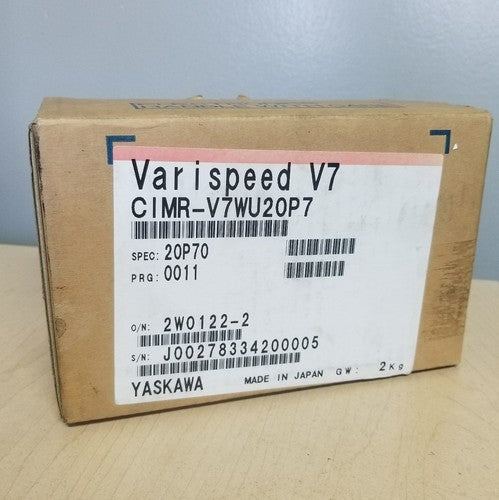 Varispeed V7
CIMR-V7WU20P7
SPEC: 20P70
PRG: 0011
O/N: 2W0122-2
S/N: J00278334200005
YASKAWA MADE IN JAPAN GW: 2Kg